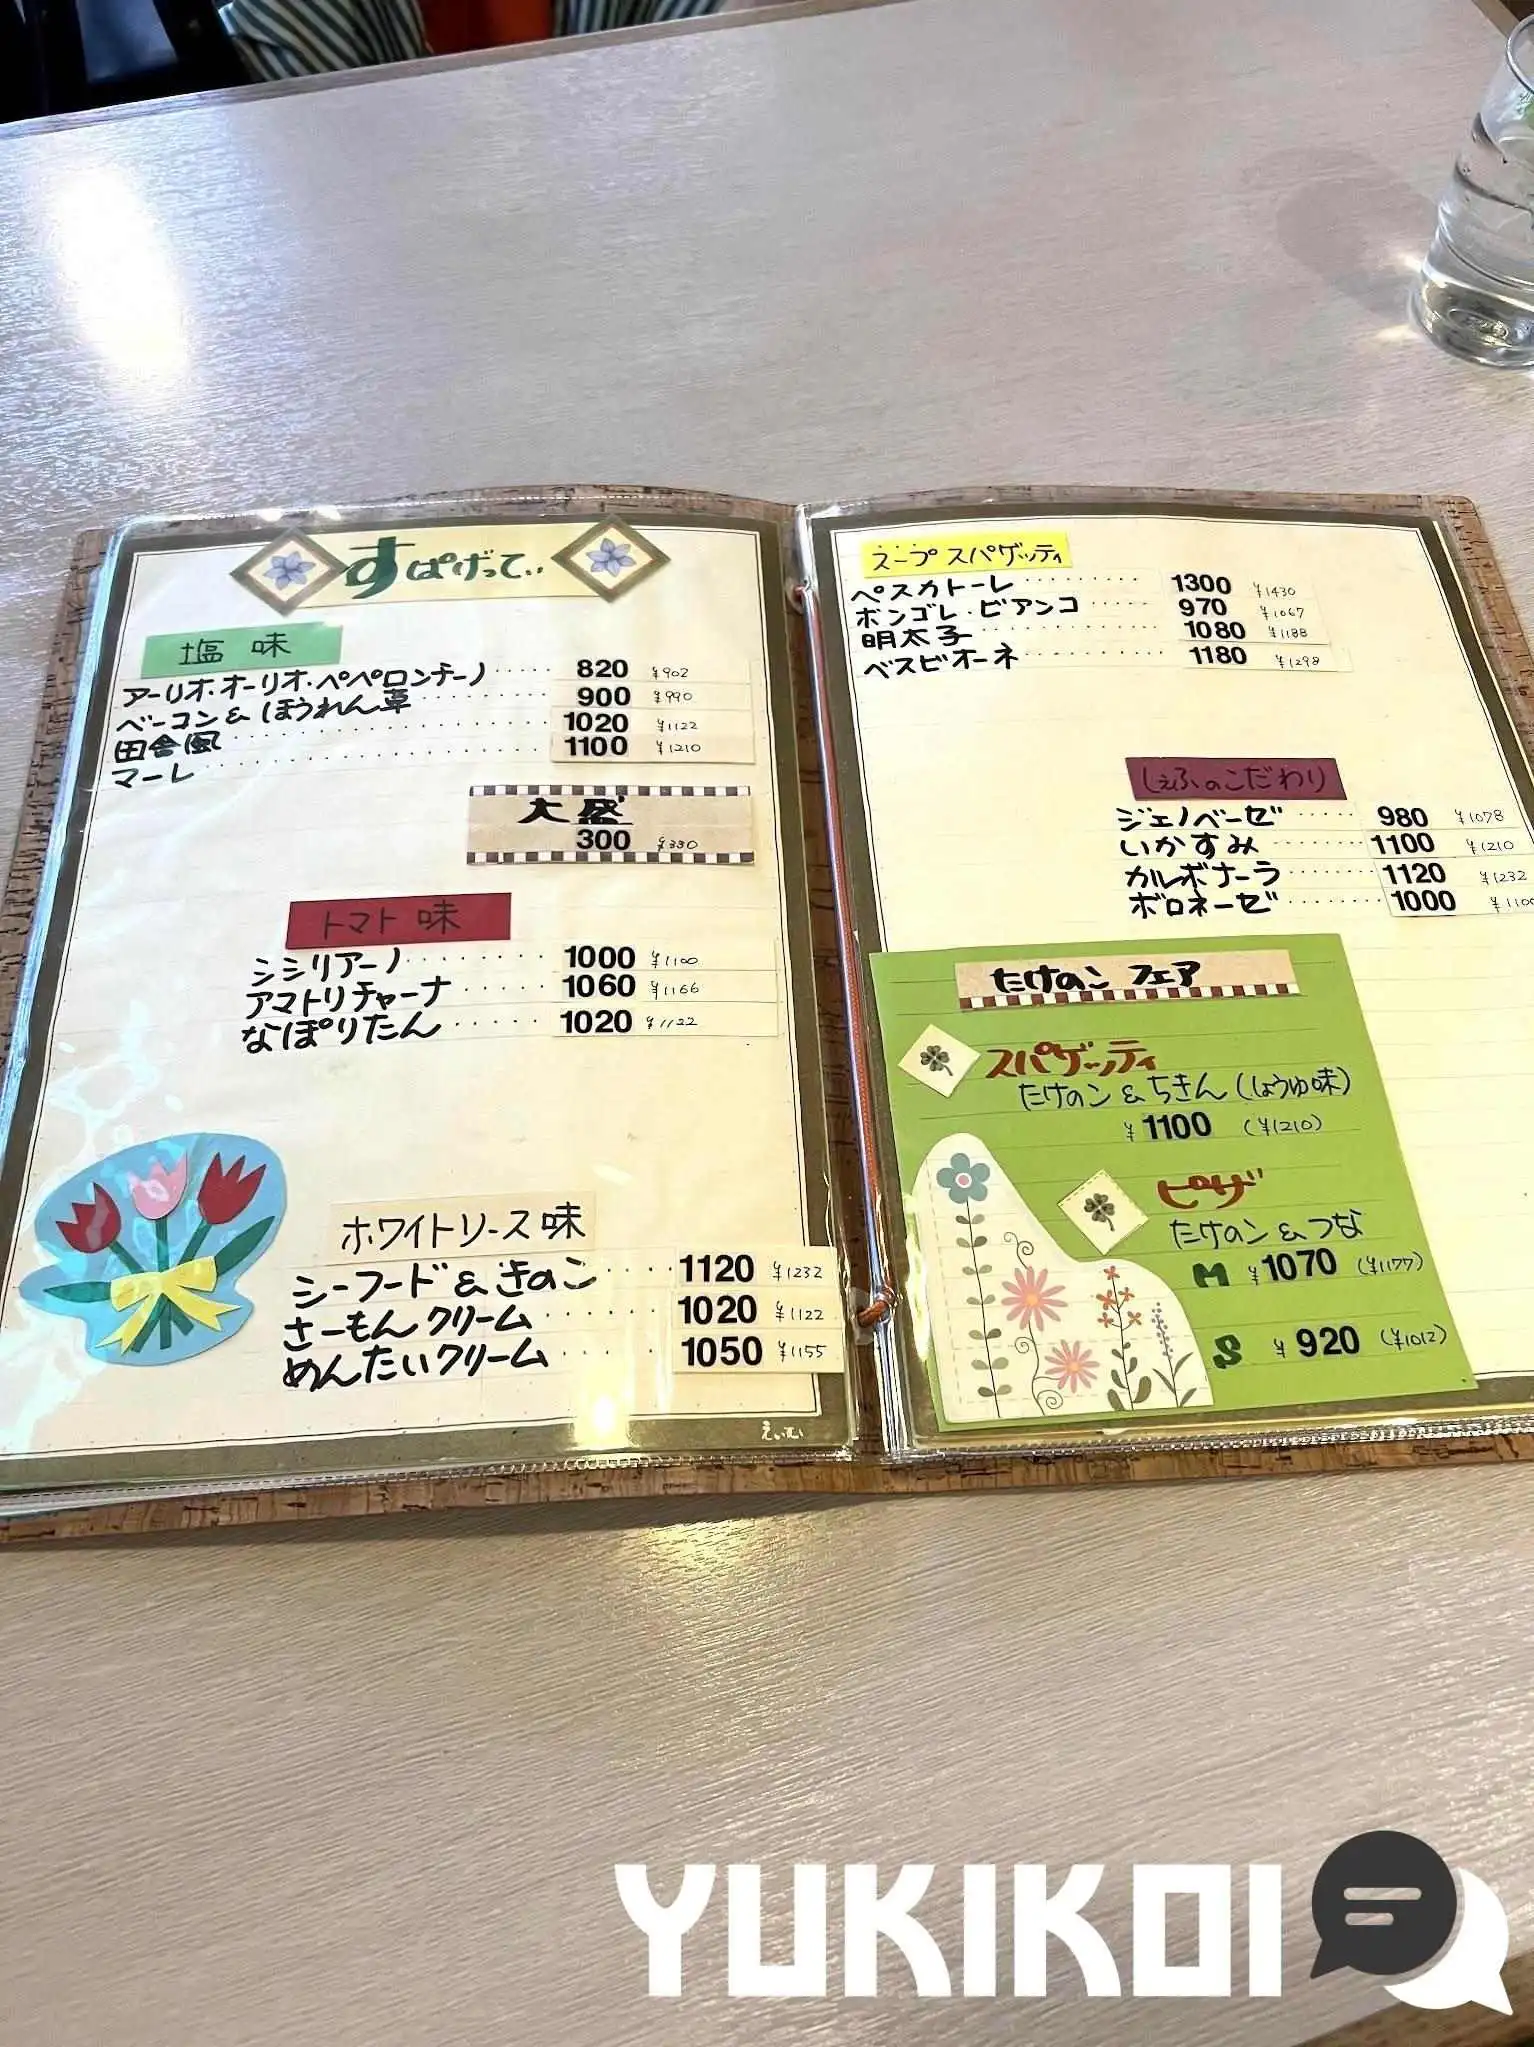 すぱげってぃ
塩味
アーリオ・オーリオ・ペペロンチーノ ····· 820 ¥902
ベーコン&ほうれん草 900 ¥990
田舎風 ·················· 1020 ¥1122
マーレ ·················· 1100 ¥1210
大盛
300 ¥330
トマト味
シシリアーノ ········ 1000 ¥1100
アマトリチャーナ ····· 1060 ¥1166
なぽりたん ····· 1020 ¥1122
ホワイトソース味
シーフード&きのこ ···· 1120 ¥1232
さーもんクリーム ······ 1020 ¥1122
めんたいクリーム ····· 1050 ¥1155
えいむ
スープスパゲッティ
ペスカトーレ ········· 1300 ¥1430
ボンゴレ・ビアンコ ····· 970 ¥1067
明太子 ············· 1080 ¥1188
ベスビオーネ ·········· 1180 ¥1298
しぇふのこだわり
ジェノベーゼ ····· 980 ¥1078
いかすみ ········ 1100 ¥1210
カルボナーラ ········ 1120 ¥1232
ボロネーゼ ········ 1000 ¥1100
たけのこ フェア
スパゲッティ
たけのこ&ちきん(しょうゆ味)
¥1100 (¥1210)
ピザ
たけのこ&つな
M ¥1070 (¥1177)
S ¥920 (¥1012)
YUKIKOI